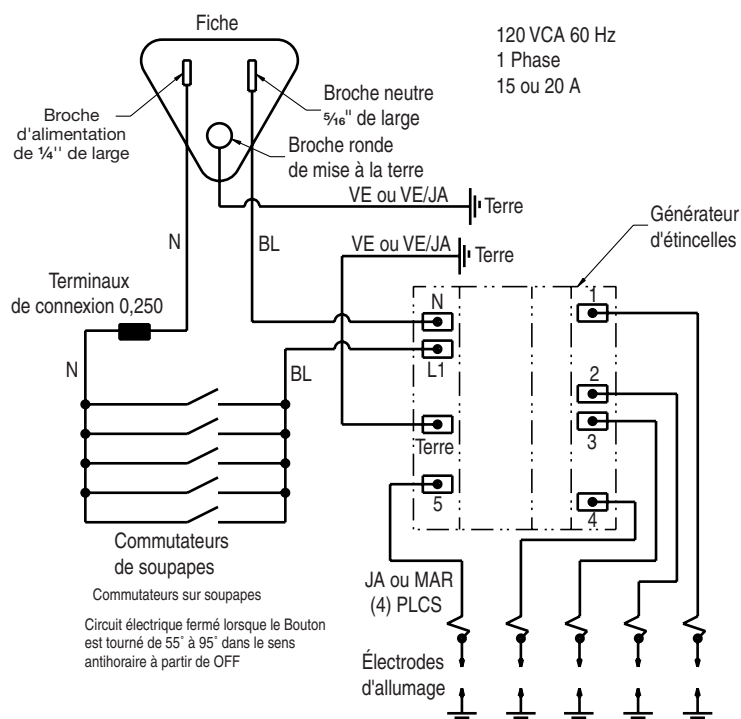 Fiche
120 VCA 60 Hz
1 Phase
15 ou 20 A
Broche
d'alimentation
de ¼'' de large
Broche neutre
⁵⁄₁₆" de large
Broche ronde
de mise à la terre
VE ou VE/JA
Terre
Générateur
d'étincelles
N
BL
VE ou VE/JA
Terre
Terminaux
de connexion 0,250
N
1
L1
N
BL
2
3
Terre
5
4
Commutateurs
de soupapes
Commutateurs sur soupapes
Circuit électrique fermé lorsque le Bouton
est tourné de 55˚ à 95˚ dans le sens
antihoraire à partir de OFF
JA ou MAR
(4) PLCS
Électrodes
d'allumage